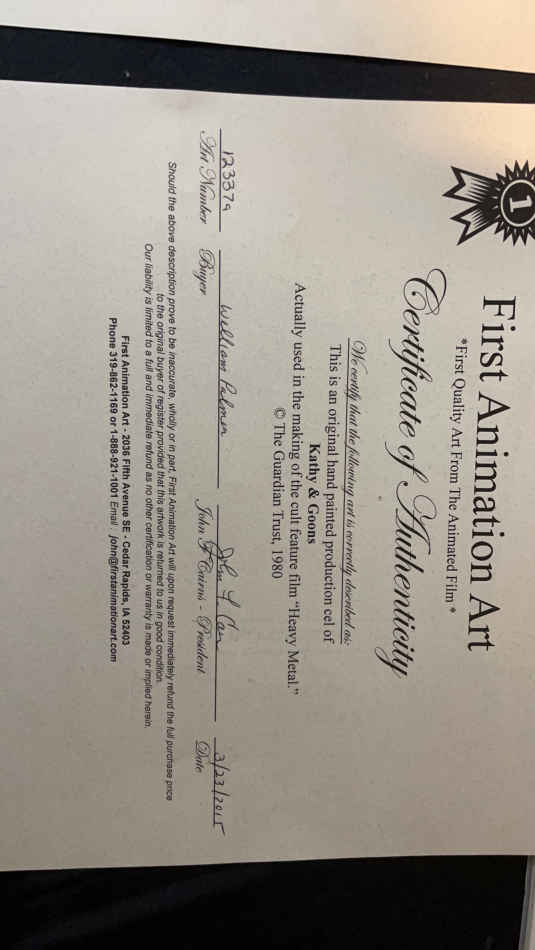 1
First Animation Art
*First Quality Art From The Animated Film*
Certificate of Authenticity
We certify that the following art is correctly described as:
This is an original hand painted production cel of
Kathy & Goons
Actually used in the making of the cult feature film "Heavy Metal."
© The Guardian Trust, 1980
12337a William Palmer John F. Cairns 3/23/2015
Art Number Buyer John F Cairns - President Date
Should the above description prove to be inaccurate, wholly or in part, First Animation Art will upon request immediately refund the full purchase price
to the original buyer of register provided that this artwork is returned to us in good condition.
Our liability is limited to a full and immediate refund as no other certification or warranty is made or implied herein.
First Animation Art - 2036 Fifth Avenue SE - Cedar Rapids, IA 52403
Phone 319-862-1169 or 1-888-921-1001 Email - john@firstanimationart.com